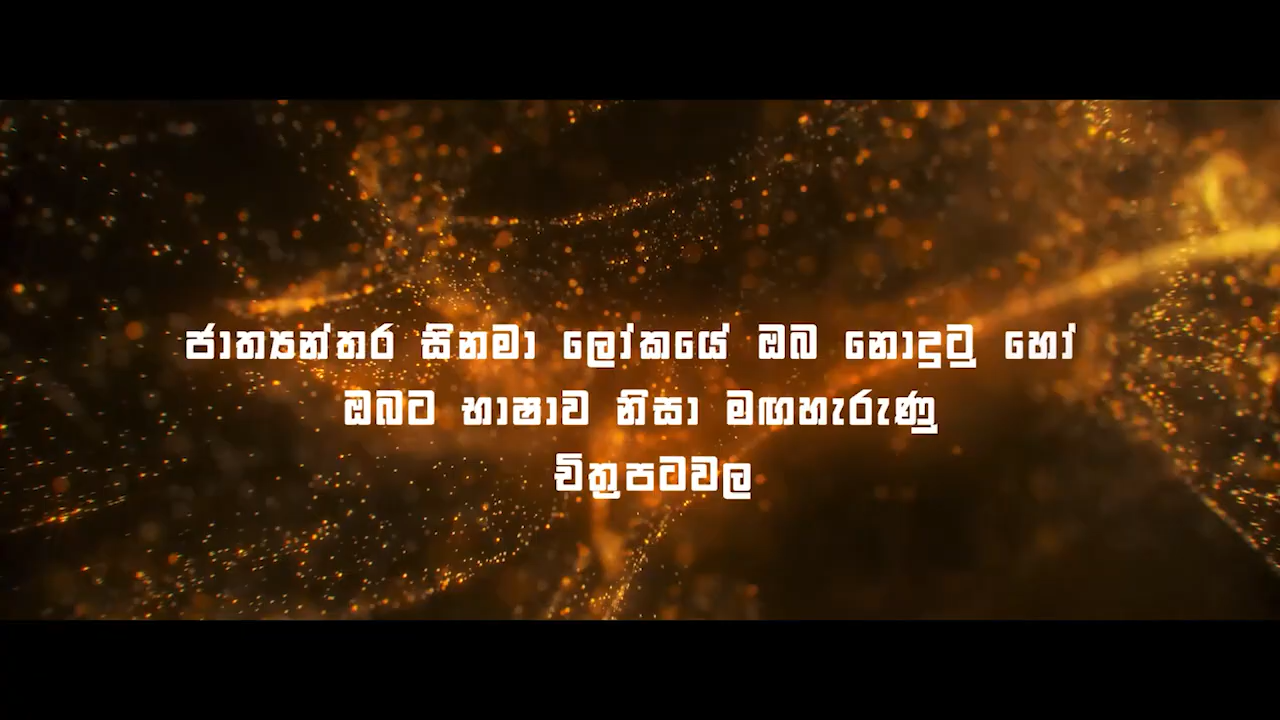 ජාත්‍යන්තර සිනමා ලෝකයේ ඔබ නොදුටු හෝ
ඔබට භාෂාව නිසා මඟහැරුණු
චිත්‍රපටවල